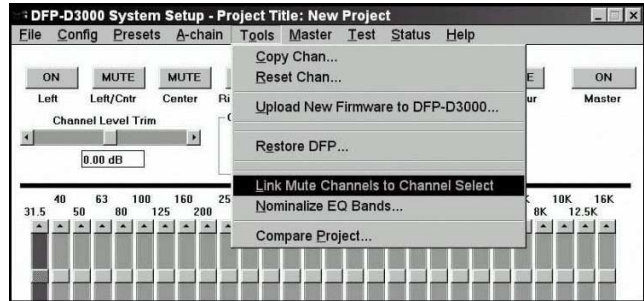 DFP-D3000 System Setup - Project Title: New Project
File Config Presets A-chain Tools Master Test Status Help
Copy Chan...
Reset Chan...
Upload New Firmware to DFP-D3000...
Restore DFP...
Link Mute Channels to Channel Select
Nominalize EQ Bands...
Compare Project...
ON MUTE MUTE ON
Left Left/Cntr Center Master
Channel Level Trim
0.00 dB
40 63 100 160 10K 16K
31.5 50 80 125 200 8K 12.5K